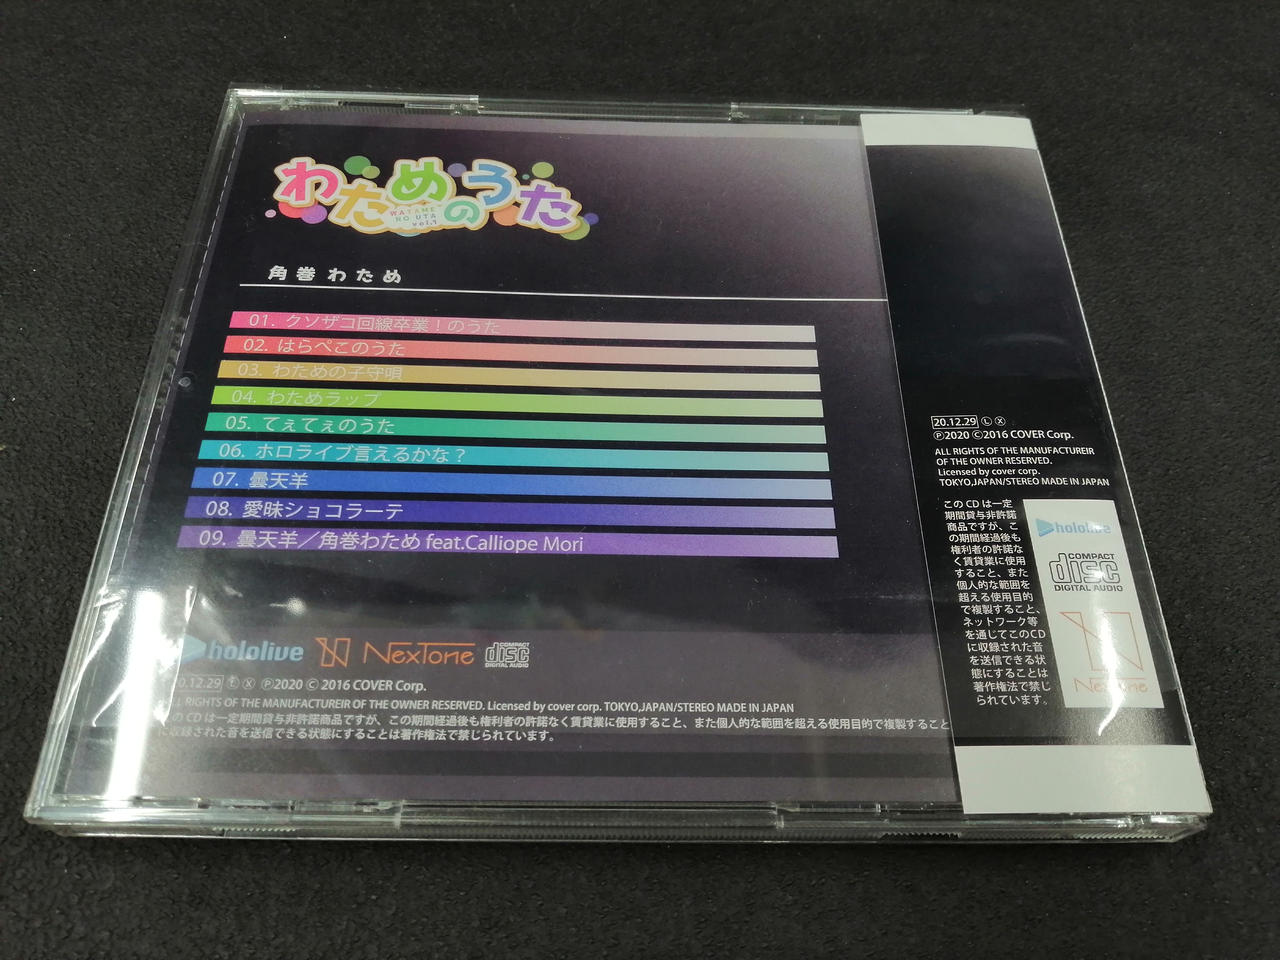 わためのうた
WATAME
NO UTA
vol.1
角巻わため
01. クソザコ回線卒業！のうた
02. はらぺこのうた
03. わための子守唄
04. わためラップ
05. てぇてぇのうた
06. ホロライブ言えるかな？
07. 曇天羊
08. 愛昧ショコラーテ
09. 曇天羊／角巻わため feat.Calliope Mori
hololive NexTone COMPACT disc DIGITAL AUDIO
20.12.29 Ⓛ Ⓧ Ⓟ2020 © 2016 COVER Corp.
ALL RIGHTS OF THE MANUFACTUREIR OF THE OWNER RESERVED. Licensed by cover corp. TOKYO,JAPAN/STEREO MADE IN JAPAN
このCDは一定期間貸与非許諾商品ですが、この期間経過後も権利者の許諾なく賃貸業に使用すること、また個人的な範囲を超える使用目的で複製すること
に収録された音を送信できる状態にすることは著作権法で禁じられています。
20.12.29 Ⓛ Ⓧ
Ⓟ2020 ©2016 COVER Corp.
ALL RIGHTS OF THE MANUFACTUREIR
OF THE OWNER RESERVED.
Licensed by cover corp.
TOKYO,JAPAN/STEREO MADE IN JAPAN
このCDは一定
期間貸与非許諾
商品ですが、こ
の期間経過後も
権利者の許諾な
く賃貸業に使用
すること、また
個人的な範囲を
超える使用目的
で複製すること、
ネットワーク等
を通じてこのCD
に収録された音
を送信できる状
態にすることは
著作権法で禁じ
られています。
hololive
COMPACT
disc
DIGITAL AUDIO
NexTone